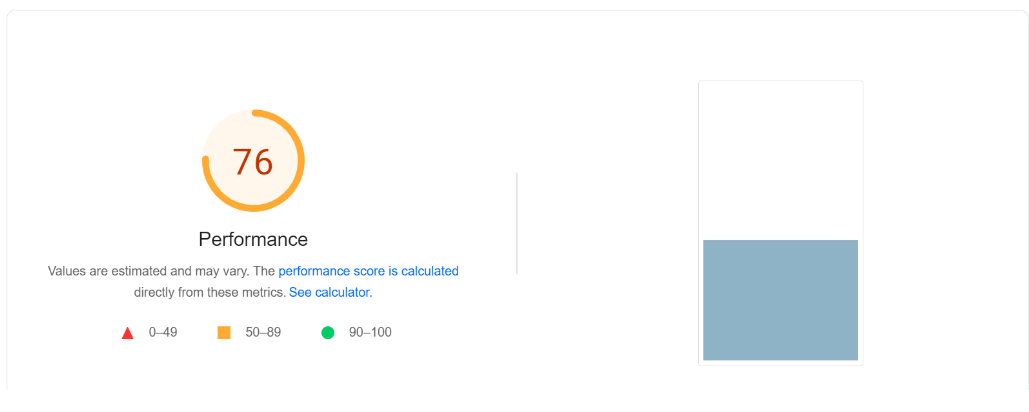 76
Performance
Values are estimated and may vary. The performance score is calculated
directly from these metrics. See calculator.
0–49
50–89
90–100